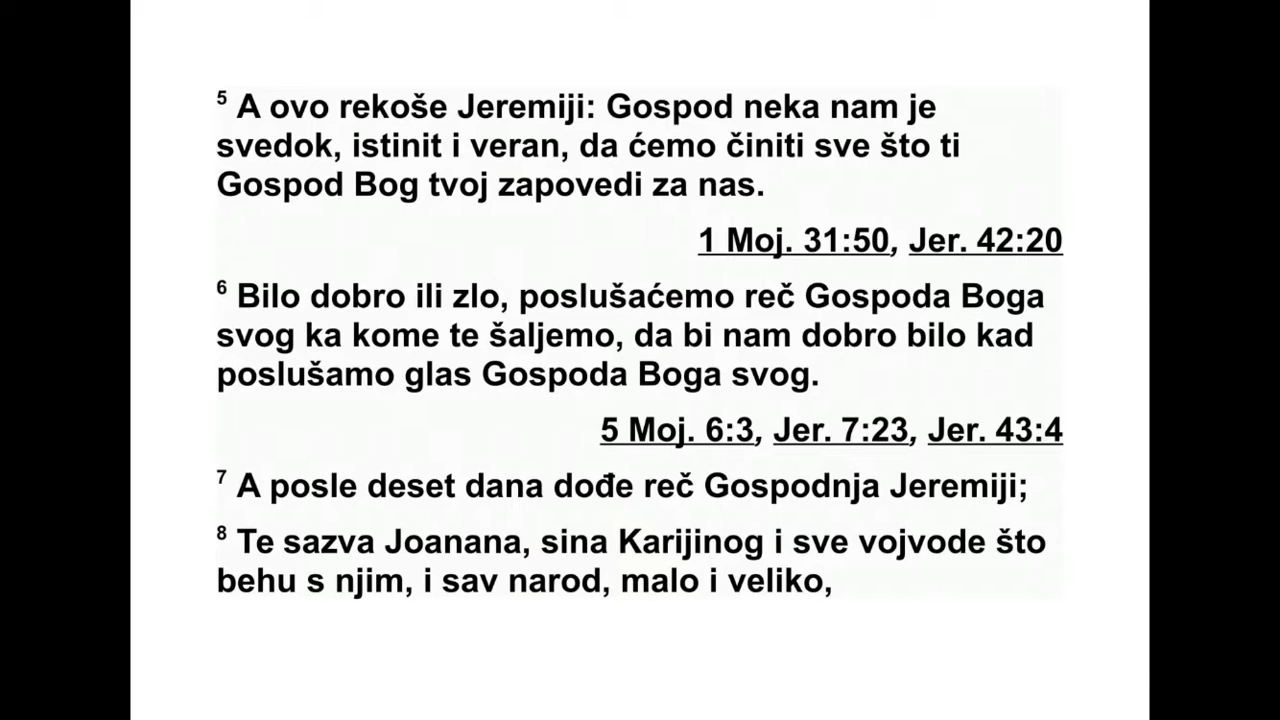 5 A ovo rekoše Jeremiji: Gospod neka nam je
svedok, istinit i veran, da ćemo činiti sve što ti
Gospod Bog tvoj zapovedi za nas.
1 Moj. 31:50, Jer. 42:20
6 Bilo dobro ili zlo, poslušaćemo reč Gospoda Boga
svog ka kome te šaljemo, da bi nam dobro bilo kad
poslušamo glas Gospoda Boga svog.
5 Moj. 6:3, Jer. 7:23, Jer. 43:4
7 A posle deset dana dođe reč Gospodnja Jeremiji;
8 Te sazva Joanana, sina Karijinog i sve vojvode što
behu s njim, i sav narod, malo i veliko,